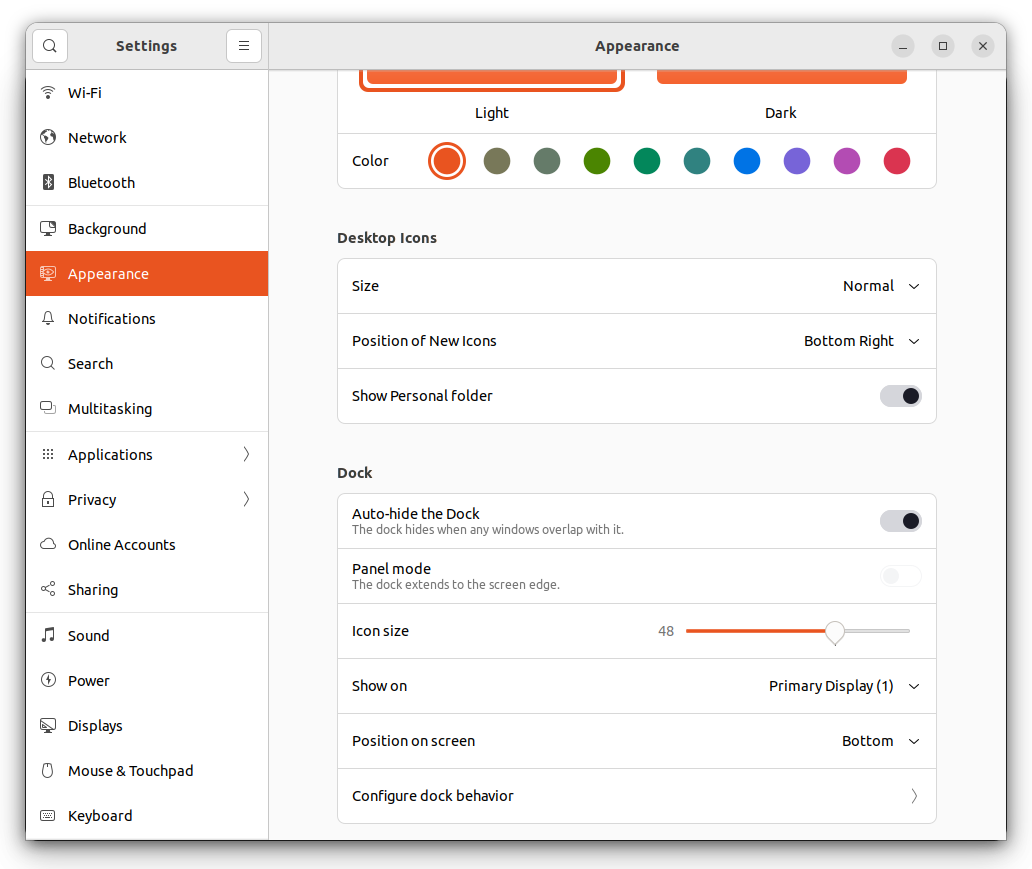 Settings
Appearance
Wi-Fi
Network
Bluetooth
Background
Appearance
Notifications
Search
Multitasking
Applications
Privacy
Online Accounts
Sharing
Sound
Power
Displays
Mouse & Touchpad
Keyboard
Light
Dark
Color
Desktop Icons
Size
Normal
Position of New Icons
Bottom Right
Show Personal folder
Dock
Auto-hide the Dock
The dock hides when any windows overlap with it.
Panel mode
The dock extends to the screen edge.
Icon size
48
Show on
Primary Display (1)
Position on screen
Bottom
Configure dock behavior